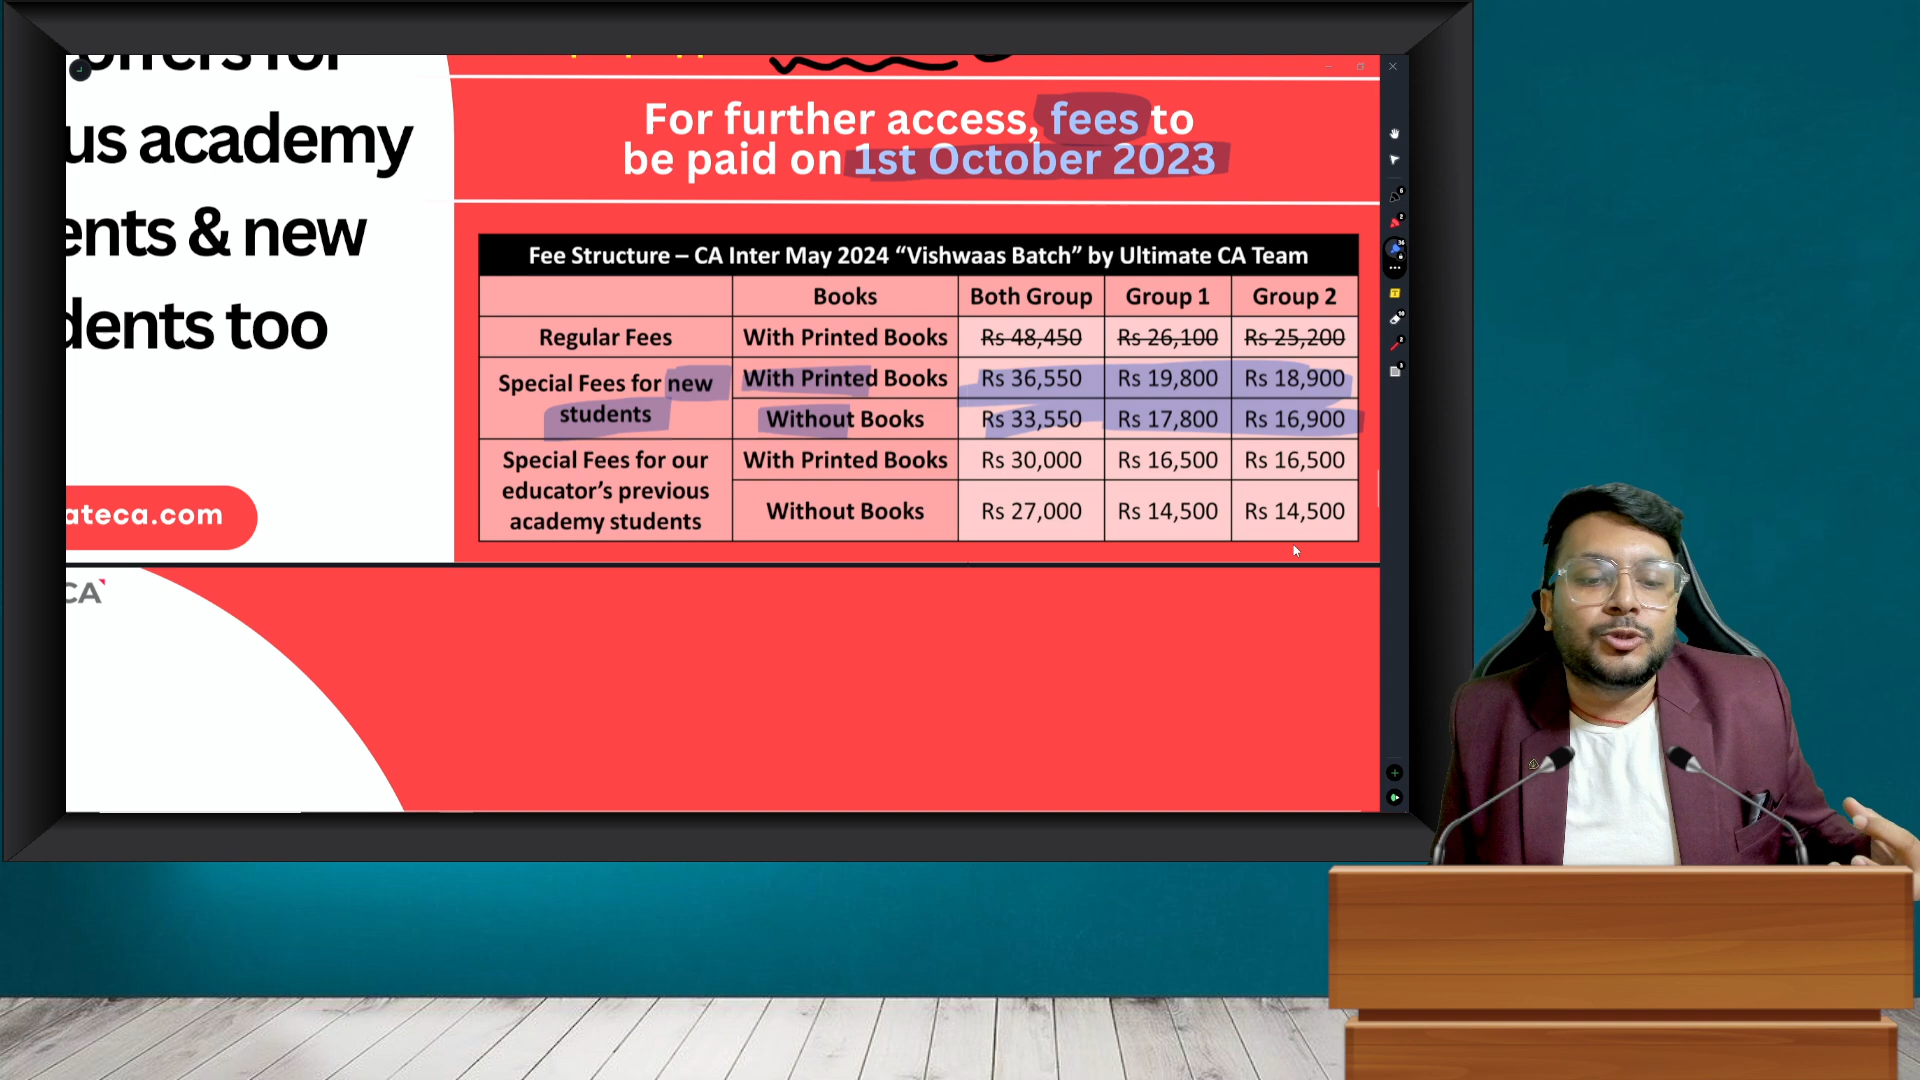 us academy
ents & new
dents too
ateca.com
CA
For further access, fees to
be paid on 1st October 2023
Fee Structure – CA Inter May 2024 “Vishwaas Batch” by Ultimate CA Team
Books Both Group Group 1 Group 2
Regular Fees With Printed Books Rs 48,450 Rs 26,100 Rs 25,200
Special Fees for new students With Printed Books Rs 36,550 Rs 19,800 Rs 18,900
Without Books Rs 33,550 Rs 17,800 Rs 16,900
Special Fees for our educator’s previous academy students With Printed Books Rs 30,000 Rs 16,500 Rs 16,500
Without Books Rs 27,000 Rs 14,500 Rs 14,500